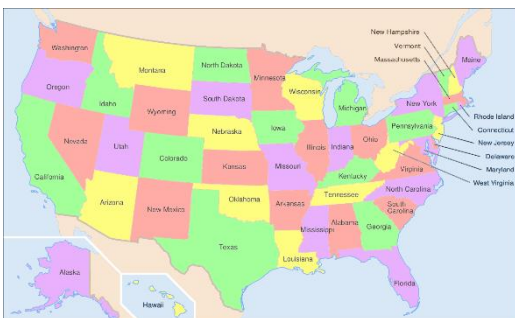 New Hampshire
Vermont
Massachusetts
Washington
Montana
North Dakota
Minnesota
Maine
Oregon
Idaho
Wyoming
South Dakota
Wisconsin
Michigan
New York
Rhode Island
Connecticut
New Jersey
Delaware
Maryland
West Virginia
Nevada
Utah
Colorado
Nebraska
Iowa
Illinois
Indiana
Ohio
Pennsylvania
California
Kansas
Missouri
Kentucky
Virginia
Arizona
New Mexico
Oklahoma
Arkansas
Tennessee
North Carolina
South
Carolina
Texas
Louisiana
Mississippi
Alabama
Georgia
Florida
Alaska
Hawaii